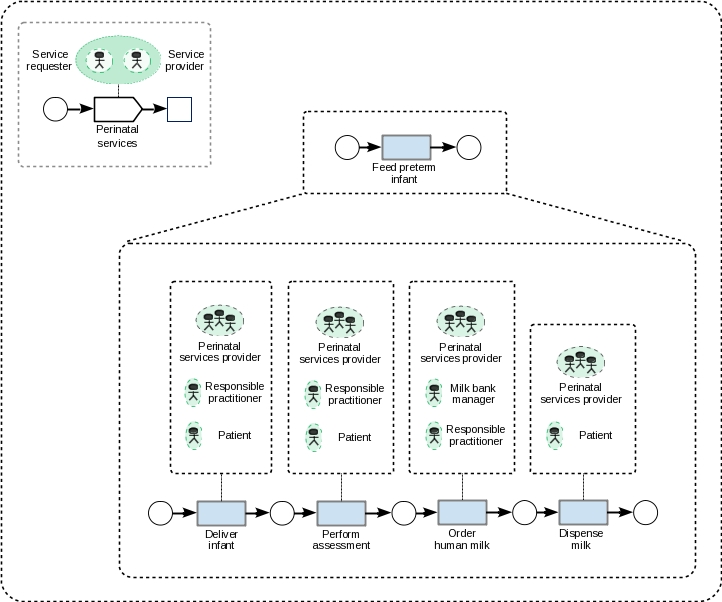 Service
requester
Service
provider
Perinatal
services
Feed preterm
infant
Perinatal
services provider
Responsible
practitioner
Patient
Perinatal
services provider
Responsible
practitioner
Patient
Perinatal
services provider
Milk bank
manager
Responsible
practitioner
Perinatal
services provider
Patient
Deliver
infant
Perform
assessment
Order
human milk
Dispense
milk